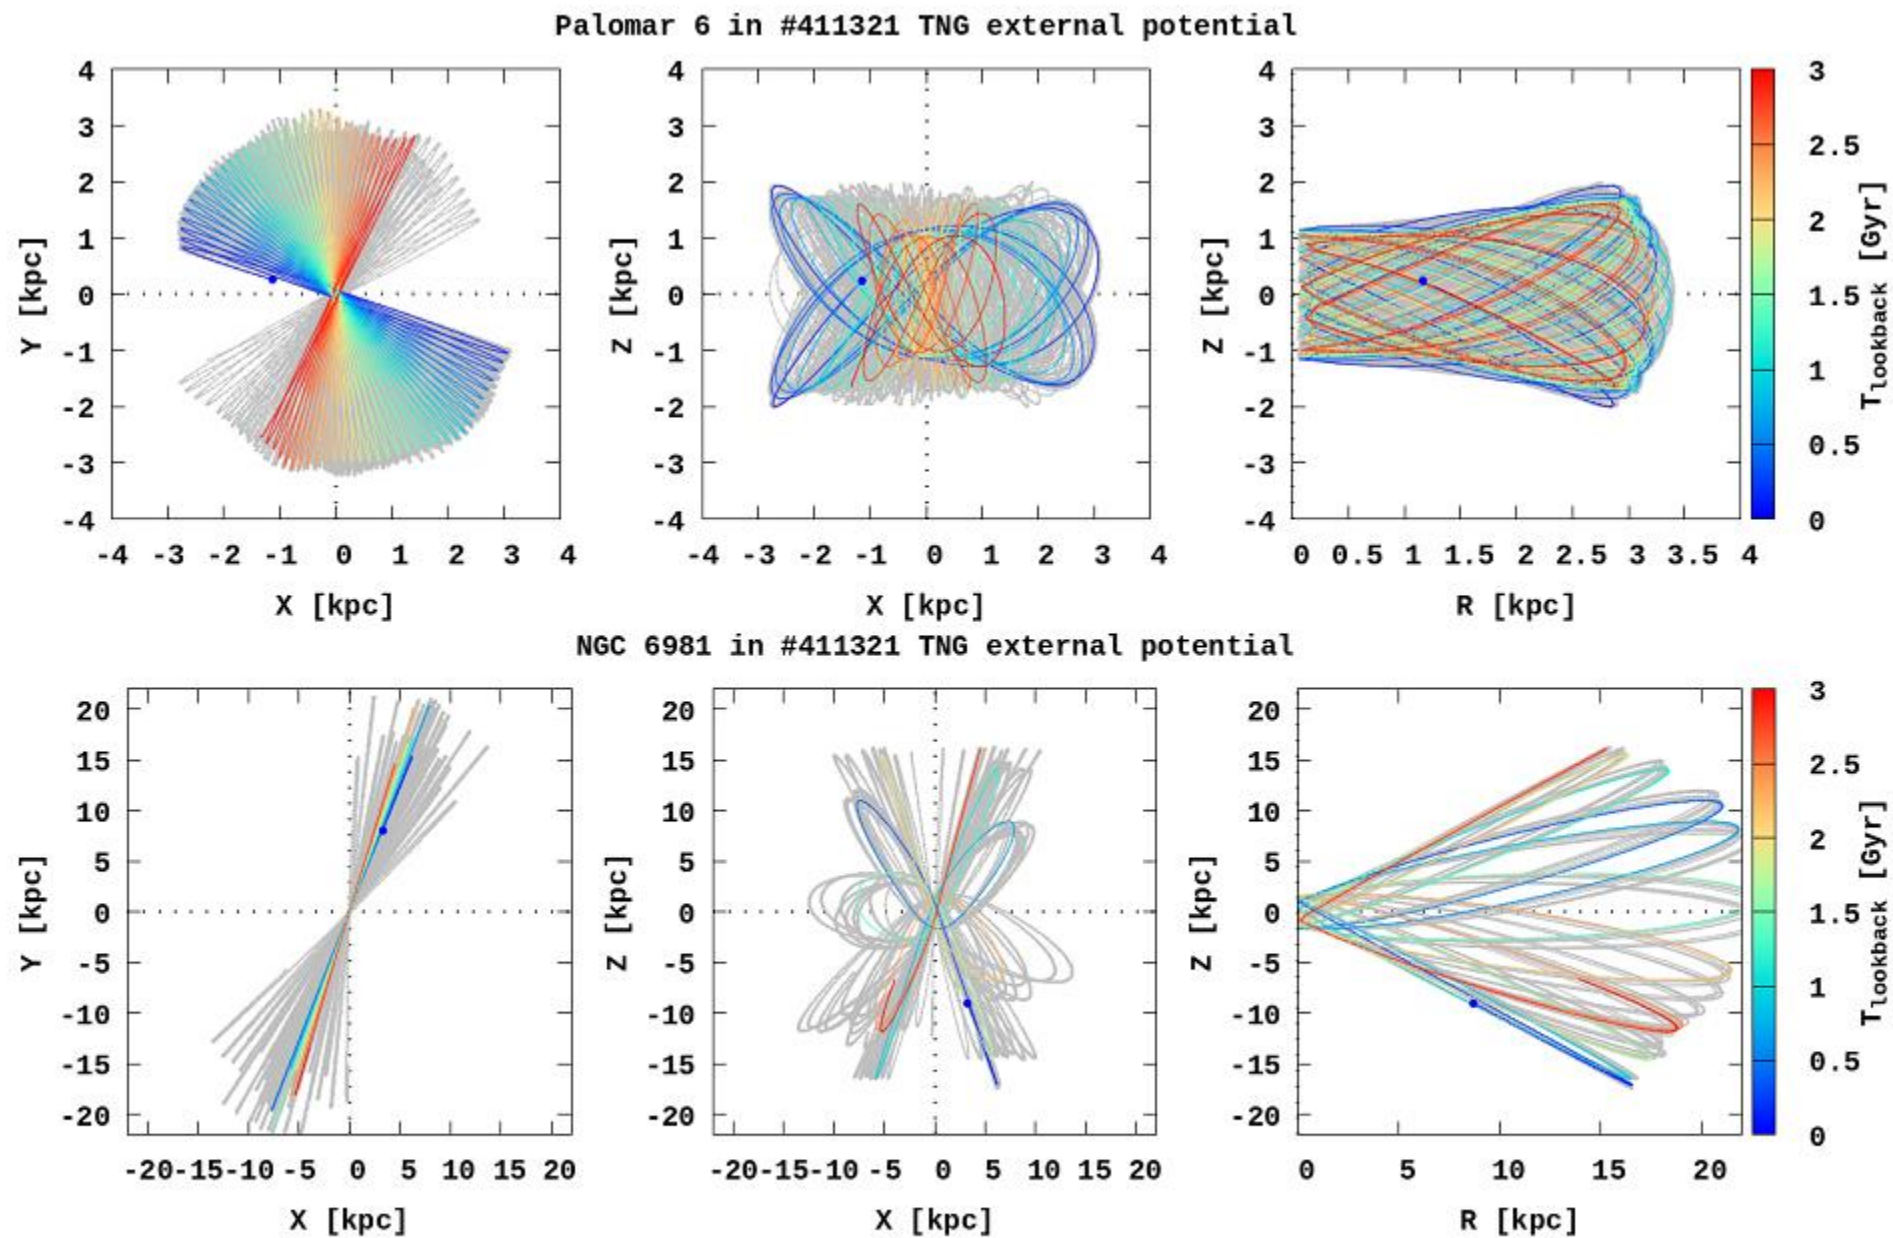 Palomar 6 in #411321 TNG external potential
4 3 2 1 0 -1 -2 -3 -4
Y [kpc]
-4 -3 -2 -1 0 1 2 3 4
X [kpc]
4 3 2 1 0 -1 -2 -3 -4
Z [kpc]
-4 -3 -2 -1 0 1 2 3 4
X [kpc]
4 3 2 1 0 -1 -2 -3 -4
Z [kpc]
0 0.5 1 1.5 2 2.5 3 3.5 4
R [kpc]
3 2.5 2 1.5 1 0.5 0
Tlookback [Gyr]
NGC 6981 in #411321 TNG external potential
20 15 10 5 0 -5 -10 -15 -20
Y [kpc]
-20 -15 -10 -5 0 5 10 15 20
X [kpc]
20 15 10 5 0 -5 -10 -15 -20
Z [kpc]
-20 -15 -10 -5 0 5 10 15 20
X [kpc]
20 15 10 5 0 -5 -10 -15 -20
Z [kpc]
0 5 10 15 20
R [kpc]
3 2.5 2 1.5 1 0.5 0
Tlookback [Gyr]